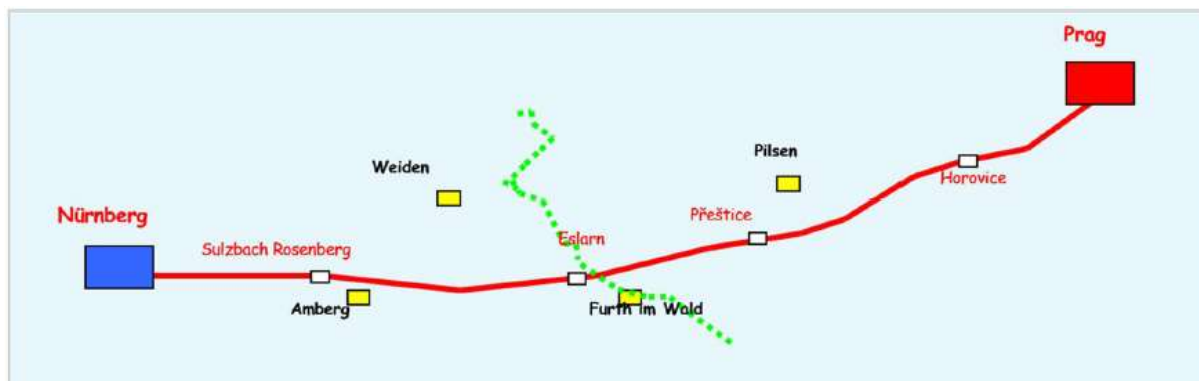 Prag
Pilsen
Weiden
Horovice
Přeštice
Nürnberg
Eslarn
Sulzbach Rosenberg
Amberg
Furth im Wald